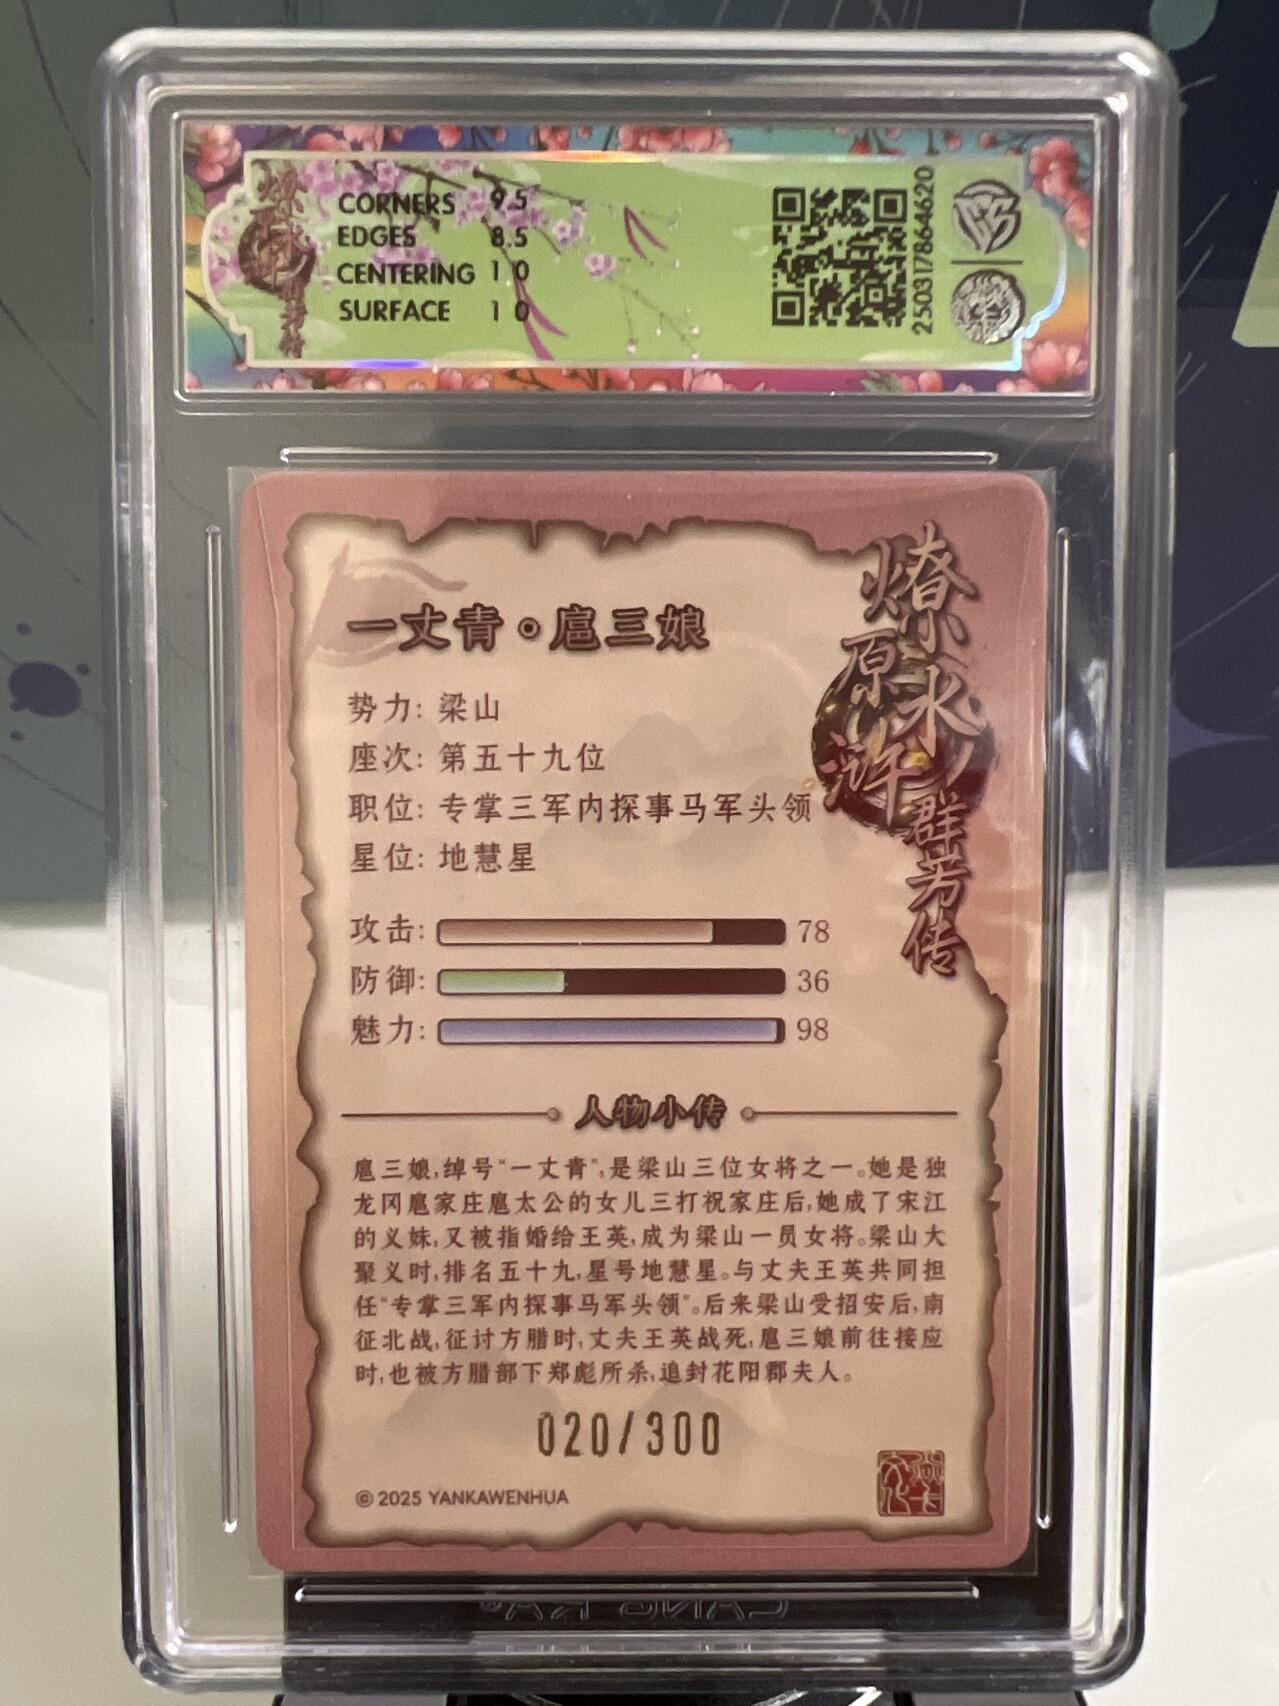 燎原水浒群芳传
CORNERS 9.5
EDGES 8.5
CENTERING 10
SURFACE 10
2503178864620
一丈青·扈三娘
燎原水浒群芳传
势力: 梁山
座次: 第五十九位
职位: 专掌三军内探事马军头领
星位: 地慧星
攻击: 78
防御: 36
魅力: 98
人物小传
扈三娘,绰号“一丈青”,是梁山三位女将之一。她是独
龙冈扈家庄扈太公的女儿三打祝家庄后,她成了宋江
的义妹,又被指婚给王英,成为梁山一员女将。梁山大
聚义时,排名五十九,星号地慧星。与丈夫王英共同担
任“专掌三军内探事马军头领”。后来梁山受招安后,南
征北战,征讨方腊时,丈夫王英战死,扈三娘前往接应
时,也被方腊部下郑彪所杀,追封花阳郡夫人。
020/300
© 2025 YANKAWENHUA